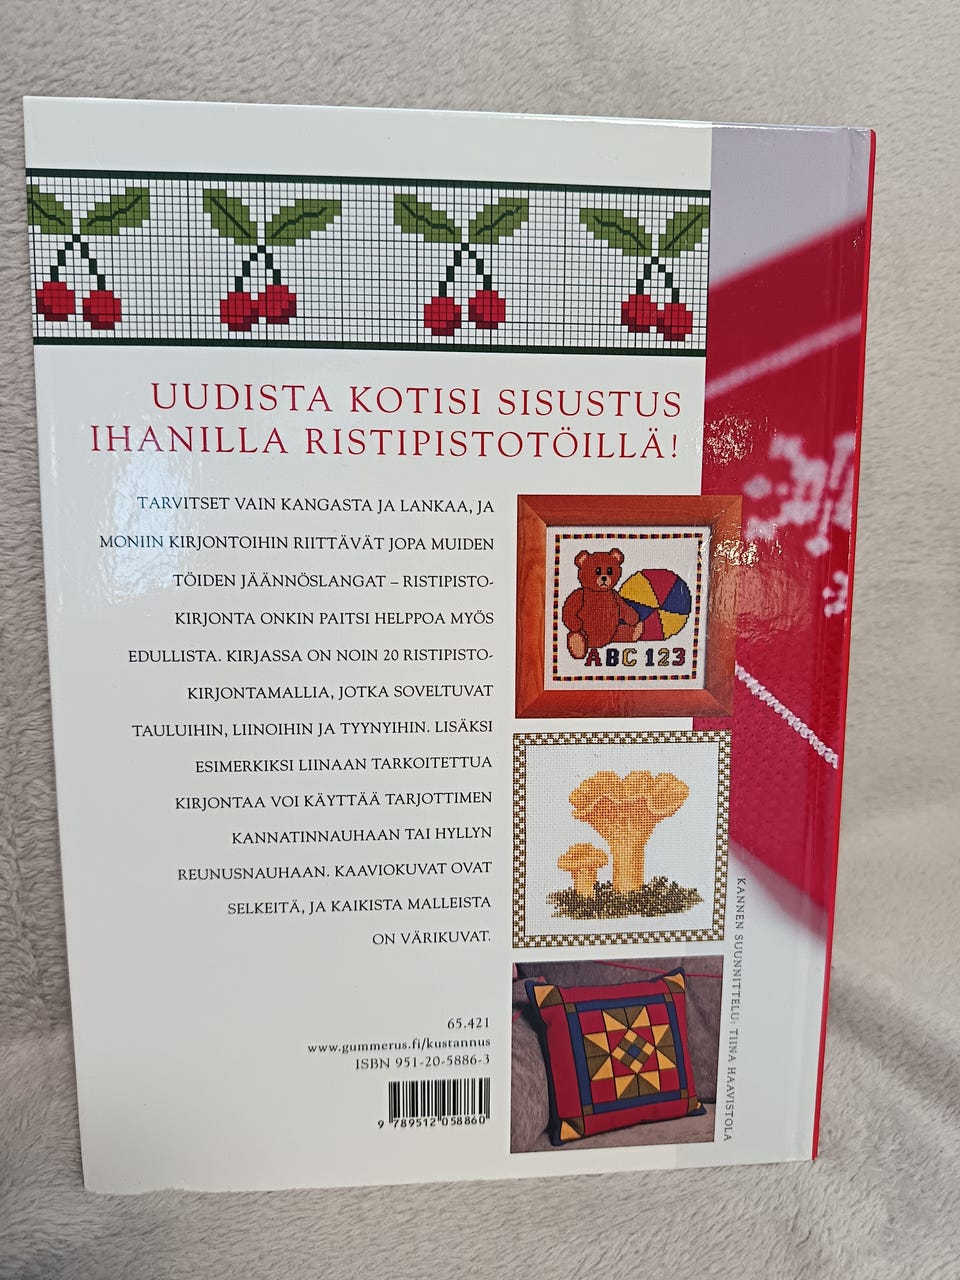 UUDISTA KOTISI SISUSTUS
IHANILLA RISTIPISTOTÖILLÄ!
TARVITSET VAIN KANGASTA JA LANKAA, JA
MONIIN KIRJONTOIHIN RIITTÄVÄT JOPA MUIDEN
TÖIDEN JÄÄNNÖSLANGAT – RISTIPISTO-
KIRJONTA ONKIN PAITSI HELPPOA MYÖS
EDULLISTA. KIRJASSA ON NOIN 20 RISTIPISTO-
KIRJONTAMALLIA, JOTKA SOVELTUVAT
TAULUIHIN, LIINOIHIN JA TYYNYIHIN. LISÄKSI
ESIMERKIKSI LIINAAN TARKOITETTUA
KIRJONTAA VOI KÄYTTÄÄ TARJOTTIMEN
KANNATINNAUHAAN TAI HYLLYN
REUNUSNAUHAAN. KAAVIOKUVAT OVAT
SELKEITÄ, JA KAIKISTA MALLEISTA
ON VÄRIKUVAT.
ABC 123
65.421
www.gummerus.fi/kustannus
ISBN 951-20-5886-3
9 789512 058860
KANNEN SUUNNITTELU: TIINA HAAVISTOLA